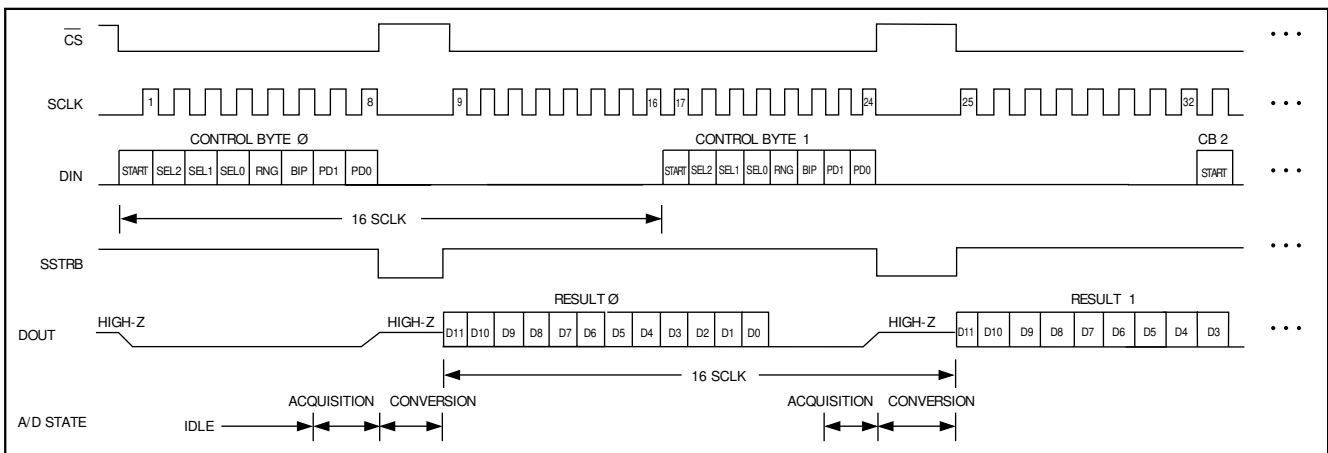 CS • • •
SCLK 1 8 9 16 17 24 25 32 • • •
CONTROL BYTE Ø CONTROL BYTE 1 CB 2
DIN START SEL2 SEL1 SEL0 RNG BIP PD1 PD0 START SEL2 SEL1 SEL0 RNG BIP PD1 PD0 START • • •
16 SCLK
SSTRB • • •
RESULT Ø RESULT 1
HIGH-Z HIGH-Z HIGH-Z
DOUT D11 D10 D9 D8 D7 D6 D5 D4 D3 D2 D1 D0 D11 D10 D9 D8 D7 D6 D5 D4 D3 • • •
16 SCLK
ACQUISITION CONVERSION ACQUISITION CONVERSION
A/D STATE IDLE